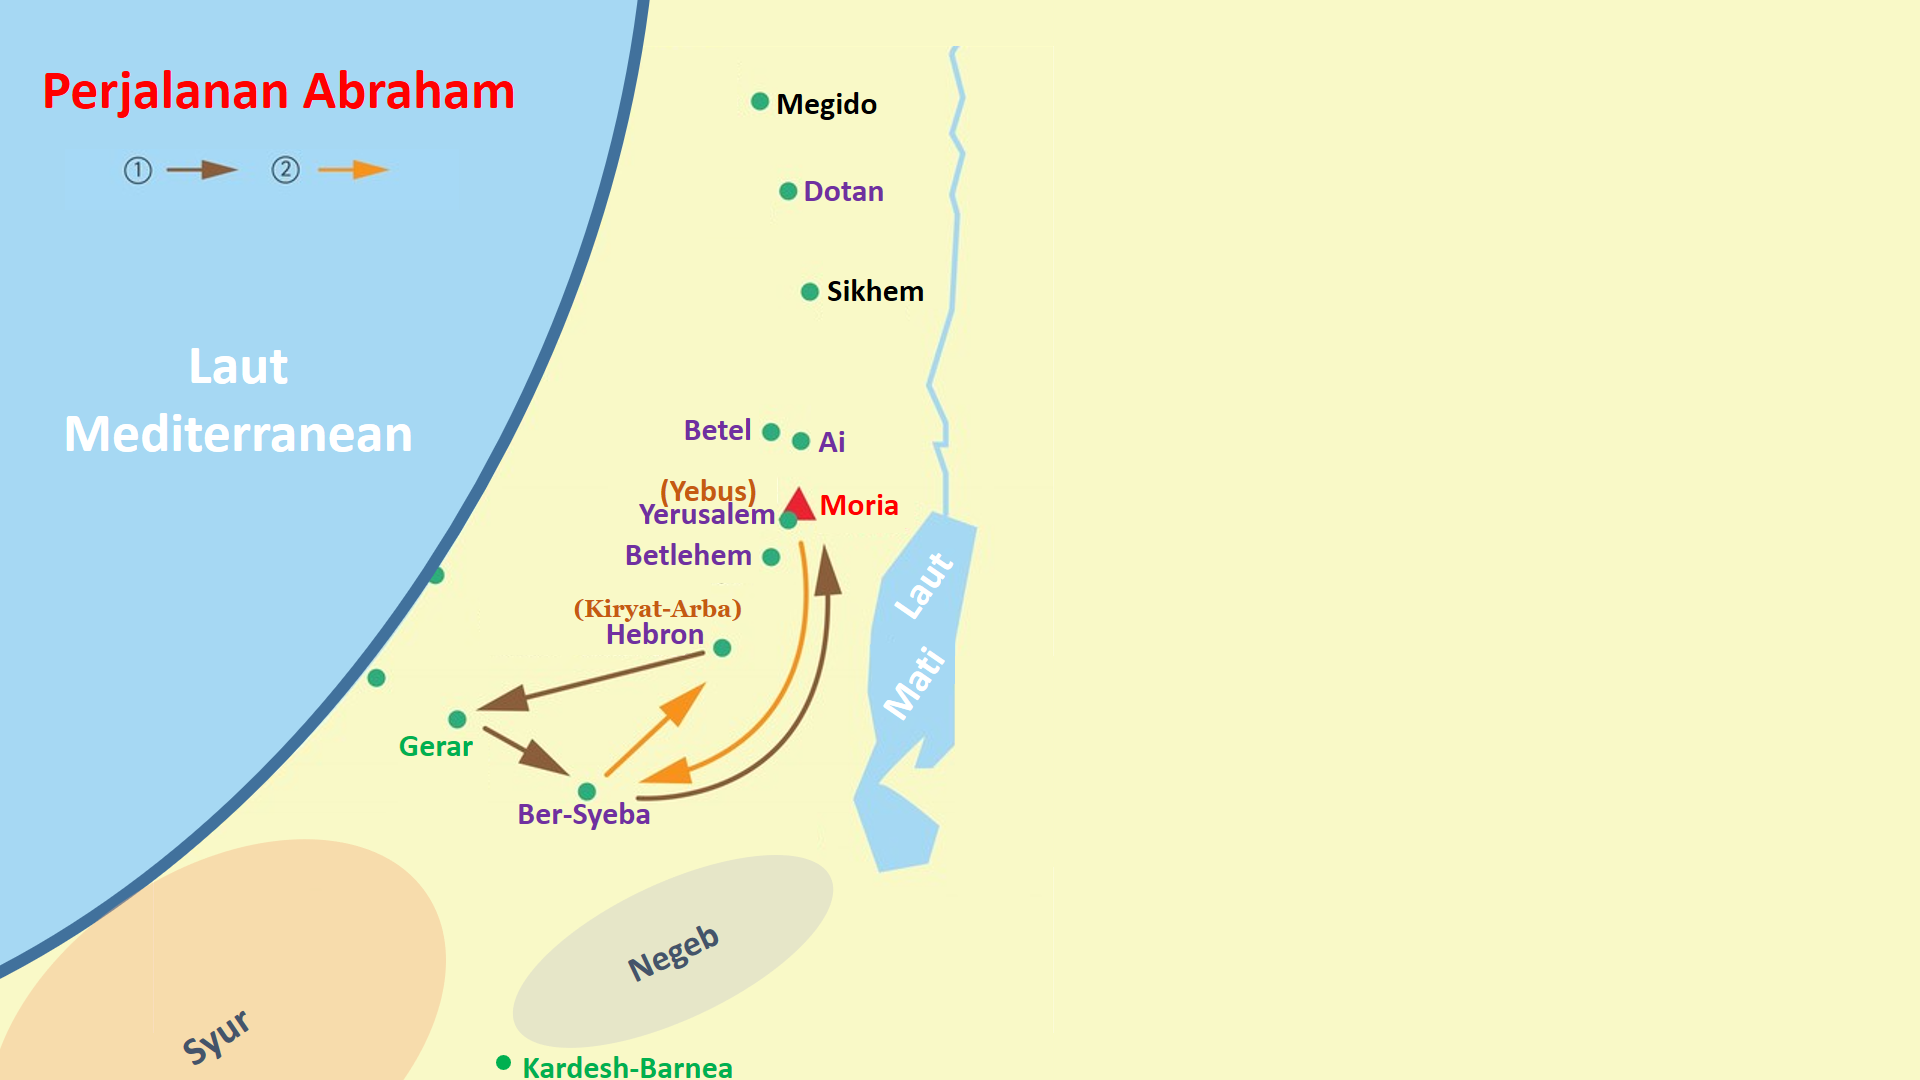 Perjalanan Abraham
① ②
Laut
Mediterranean
Megido
Dotan
Sikhem
Betel
Ai
(Yebus)
Yerusalem
Moria
Betlehem
(Kiryat-Arba)
Hebron
Gerar
Ber-Syeba
Laut
Mati
Negeb
Syur
Kardesh-Barnea